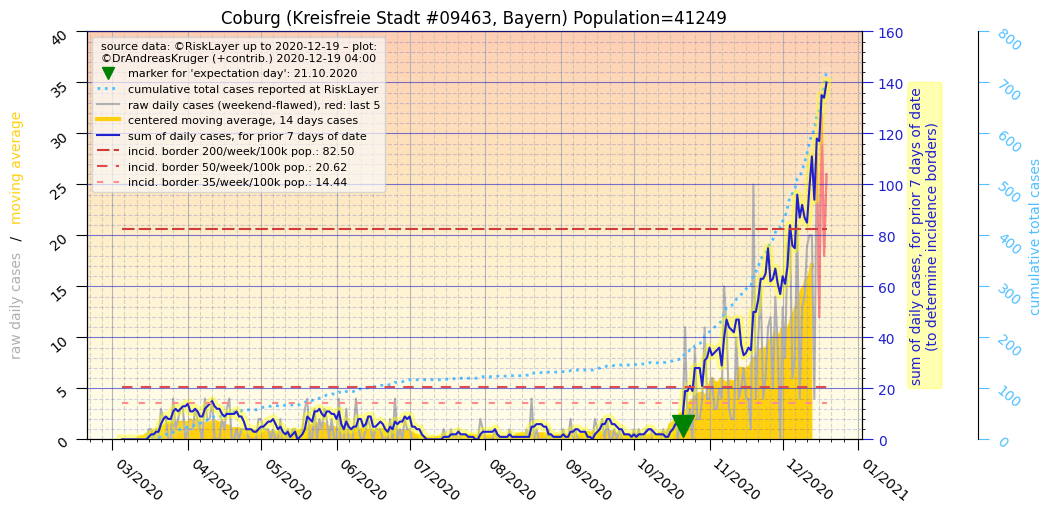 Coburg (Kreisfreie Stadt #09463, Bayern) Population=41249
source data: ©RiskLayer up to 2020-12-19 – plot:
©DrAndreasKruger (+contrib.) 2020-12-19 04:00
marker for 'expectation day': 21.10.2020
cumulative total cases reported at RiskLayer
raw daily cases (weekend-flawed), red: last 5
centered moving average, 14 days cases
sum of daily cases, for prior 7 days of date
incid. border 200/week/100k pop.: 82.50
incid. border 50/week/100k pop.: 20.62
incid. border 35/week/100k pop.: 14.44
raw daily cases / moving average
40
35
30
25
20
15
10
5
0
03/2020
04/2020
05/2020
06/2020
07/2020
08/2020
09/2020
10/2020
11/2020
12/2020
01/2021
160
140
120
100
80
60
40
20
0
sum of daily cases, for prior 7 days of date
(to determine incidence borders)
800
700
600
500
400
300
200
100
0
cumulative total cases